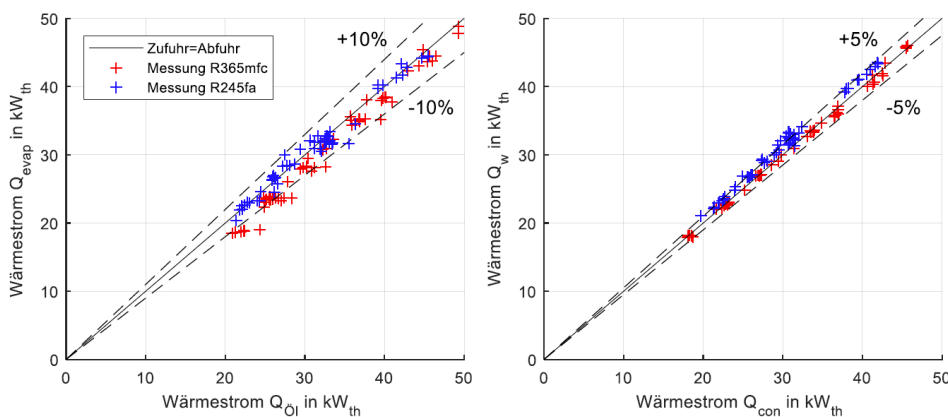 50
40
30
20
10
0
Wärmestrom Q_evap in kW_th
Zufuhr=Abfuhr
Messung R365mfc
Messung R245fa
+10%
-10%
0 10 20 30 40 50
Wärmestrom Q_Öl in kW_th
50
40
30
20
10
0
Wärmestrom Q_w in kW_th
+5%
-5%
0 10 20 30 40 50
Wärmestrom Q_con in kW_th